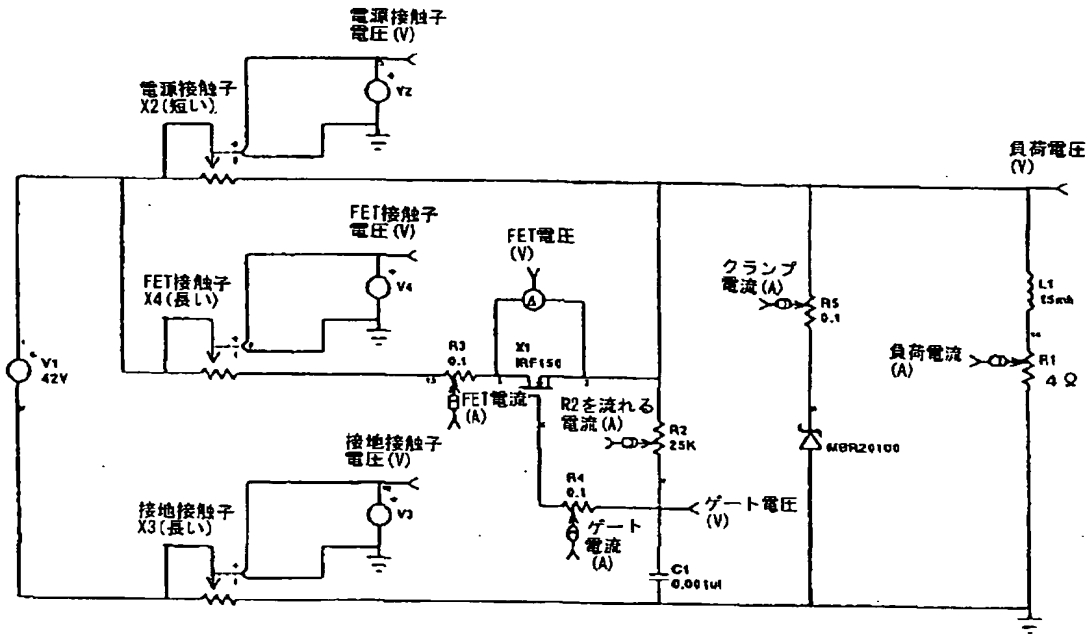 電源接触子
電圧(V)
V2
電源接触子
X2(短い)
負荷電圧
(V)
FET接触子
電圧(V)
V4
FET接触子
X4(長い)
FET電圧
(V)
A
クランプ
電流(A)
R5
0.1
L1
V1
42V
R3
0.1
X1
IRF150
負荷電流
(A)
R1
4Ω
FET電流
(A)
R2を流れる
電流(A)
R2
25K
MBR20100
接地接触子
電圧(V)
V3
接地接触子
X3(長い)
R4
0.1
ゲート電圧
(V)
ゲート
電流
(A)
C1